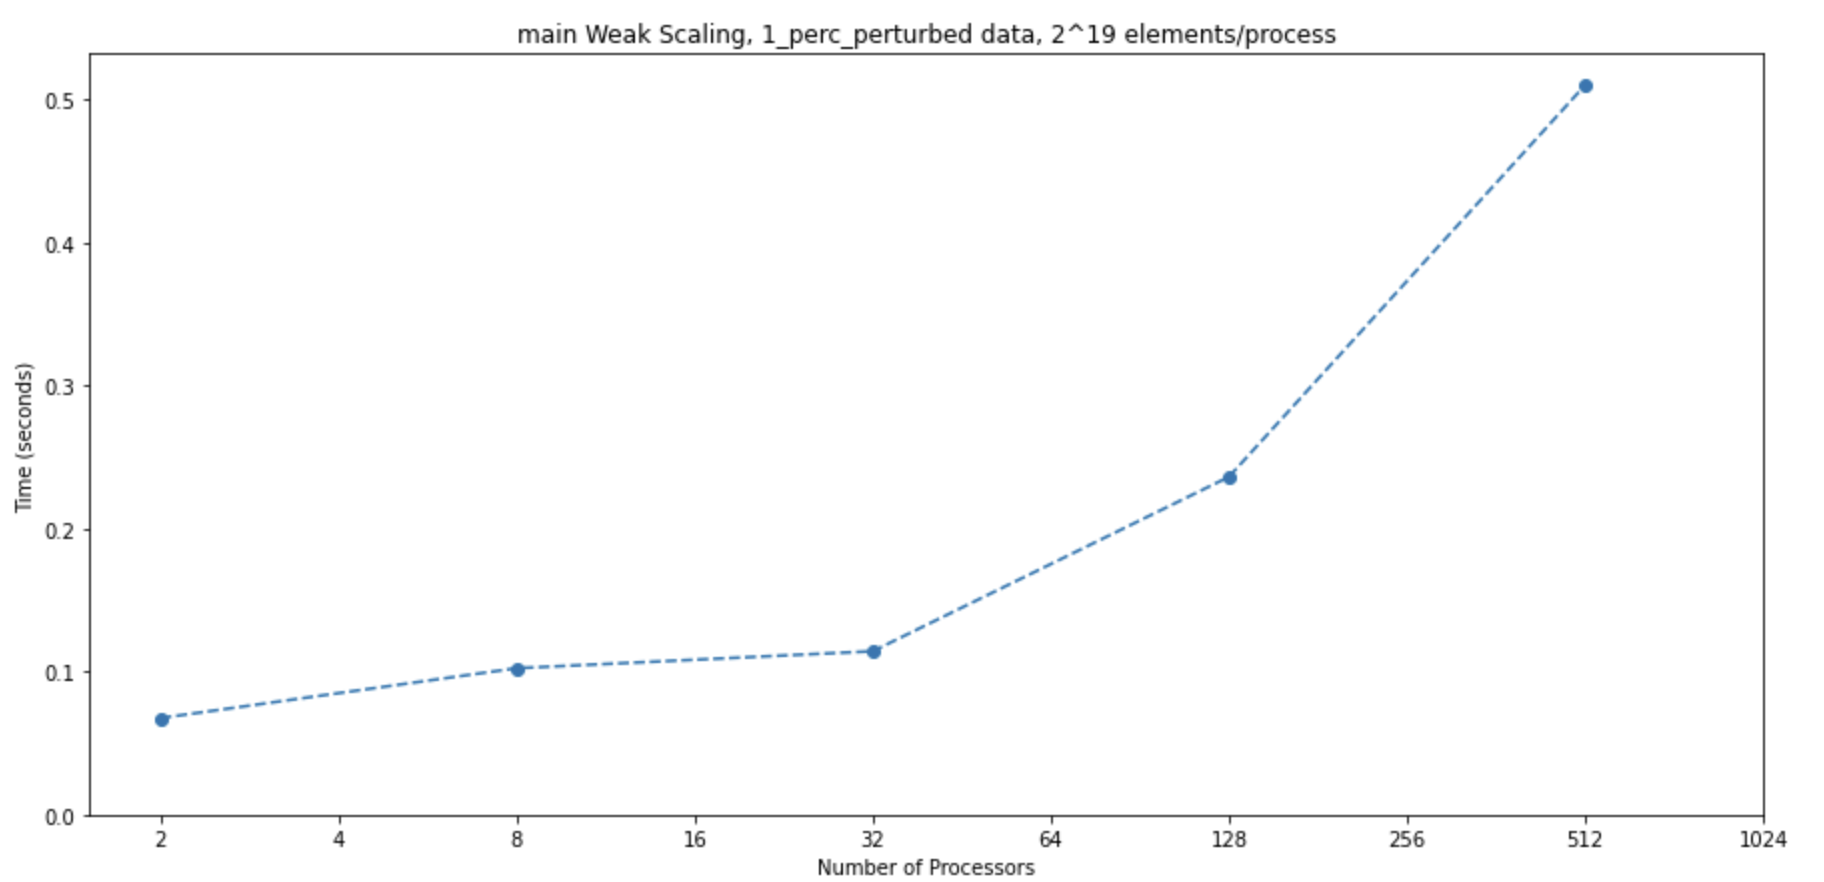 main Weak Scaling, 1_perc_perturbed data, 2^19 elements/process
Time (seconds)
0.5
0.4
0.3
0.2
0.1
0.0
2 4 8 16 32 64 128 256 512 1024
Number of Processors